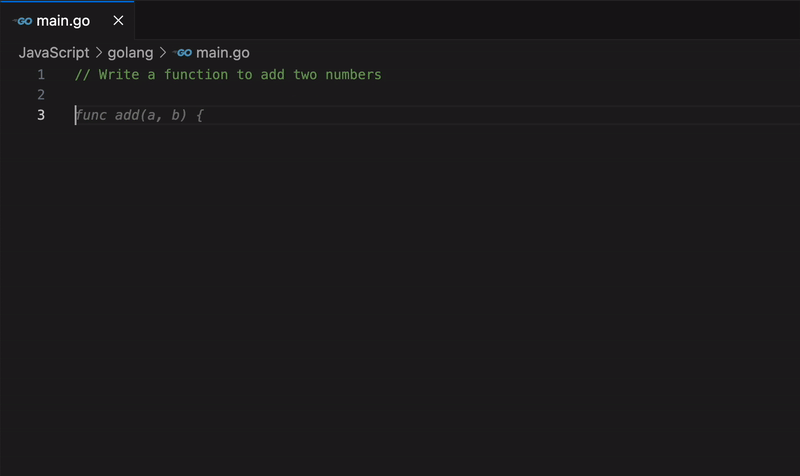 GO main.go ×
JavaScript > golang > GO main.go
1 // Write a function to add two numbers
2
3 func add(a, b) {